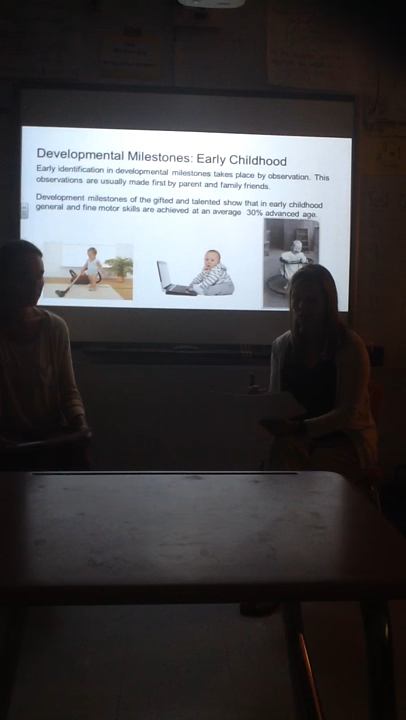 Developmental Milestones: Early Childhood
Early identification in developmental milestones takes place by observation. This
observations are usually made first by parent and family friends.
Development milestones of the gifted and talented show that in early childhood
general and fine motor skills are achieved at an average 30% advanced age.